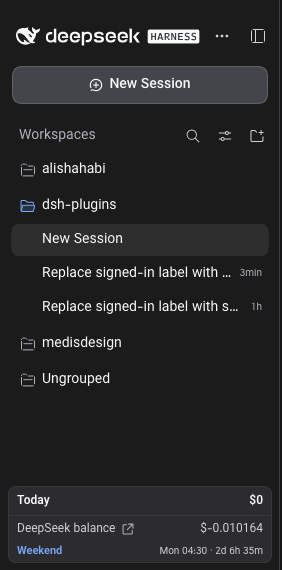 deepseek HARNESS
New Session
Workspaces
alishahabi
dsh-plugins
New Session
Replace signed-in label with ... 3min
Replace signed-in label with s... 1h
medisdesign
Ungrouped
Today $0
DeepSeek balance $-0.010164
Weekend Mon 04:30 · 2d 6h 35m